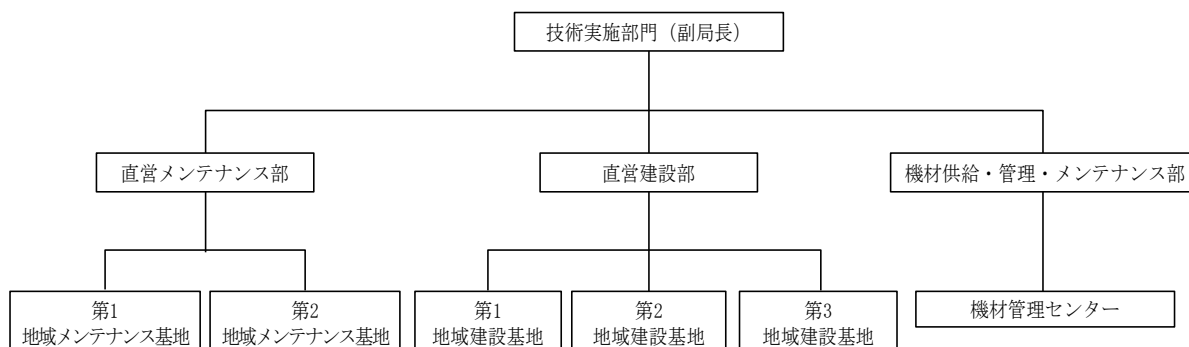 技術実施部門（副局長）
直営メンテナンス部
直営建設部
機材供給・管理・メンテナンス部
第1
地域メンテナンス基地
第2
地域メンテナンス基地
第1
地域建設基地
第2
地域建設基地
第3
地域建設基地
機材管理センター